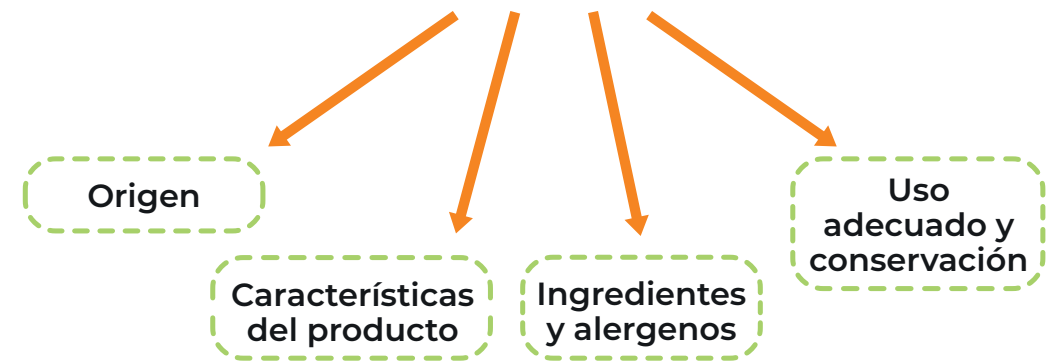 Origen
Características
del producto
Ingredientes
y alergenos
Uso
adecuado y
conservación